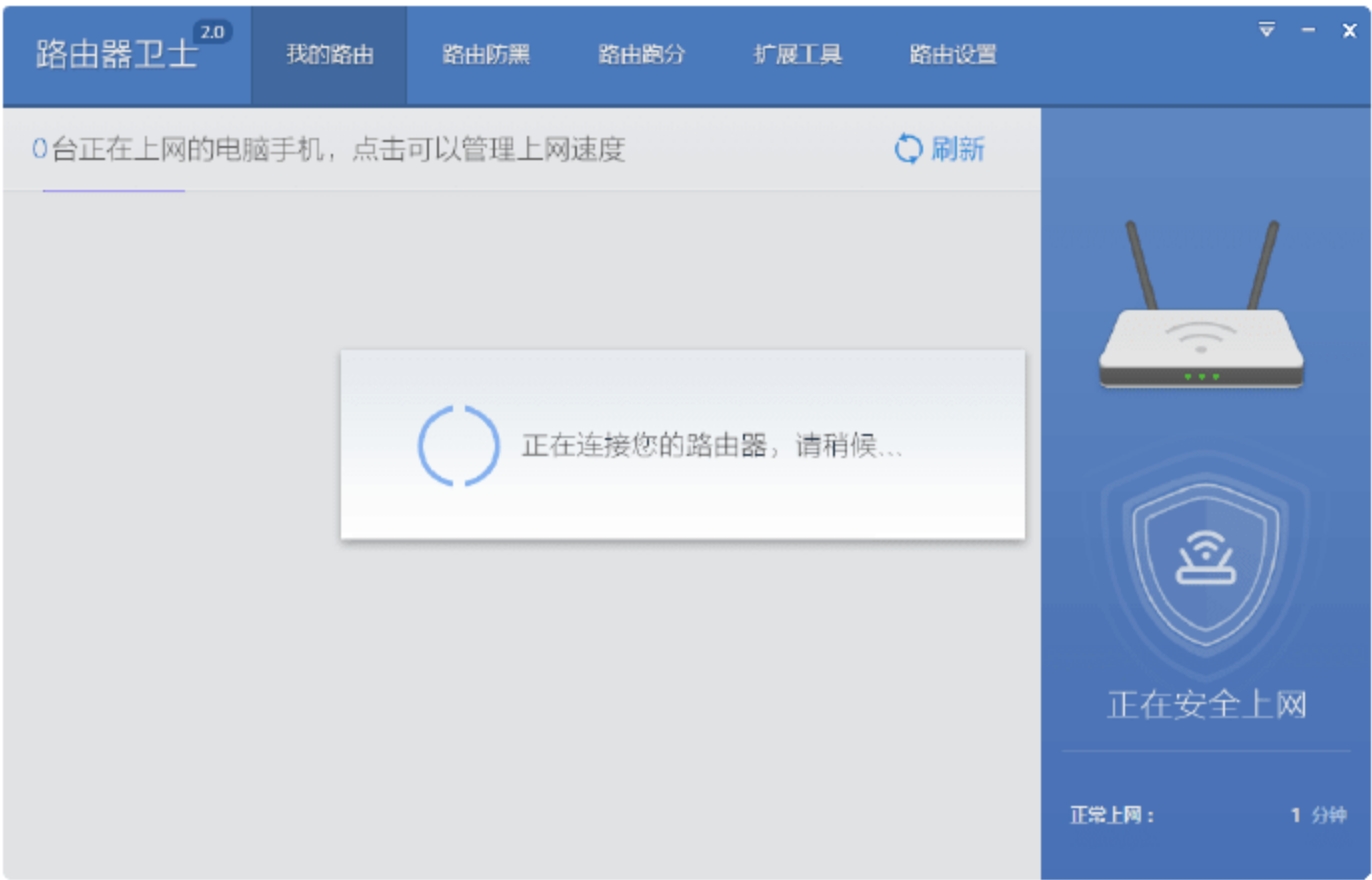 路由器卫士 2.0
我的路由 路由防黑 路由跑分 扩展工具 路由设置
0台正在上网的电脑手机，点击可以管理上网速度 刷新
正在连接您的路由器，请稍候...
正在安全上网
正常上网： 1 分钟